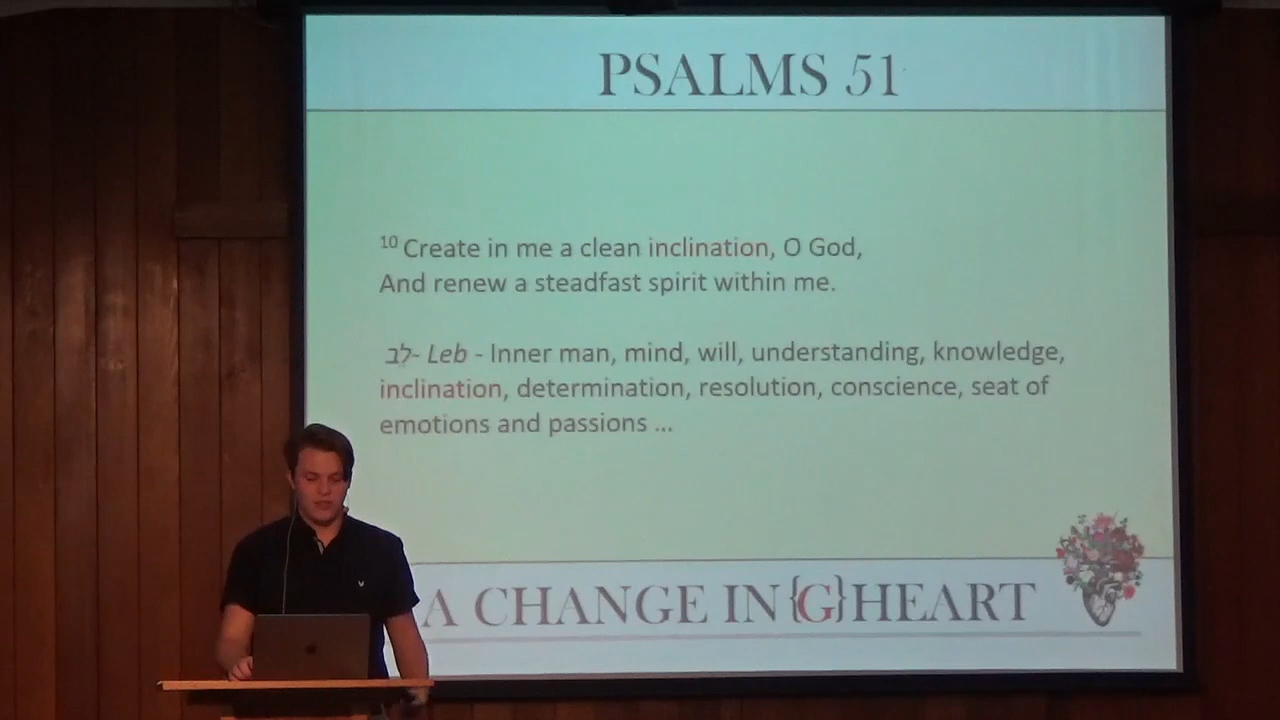 PSALMS 51
10 Create in me a clean inclination, O God,
And renew a steadfast spirit within me.
לֵב- Leb - Inner man, mind, will, understanding, knowledge,
inclination, determination, resolution, conscience, seat of
emotions and passions ...
A CHANGE IN{G}HEART